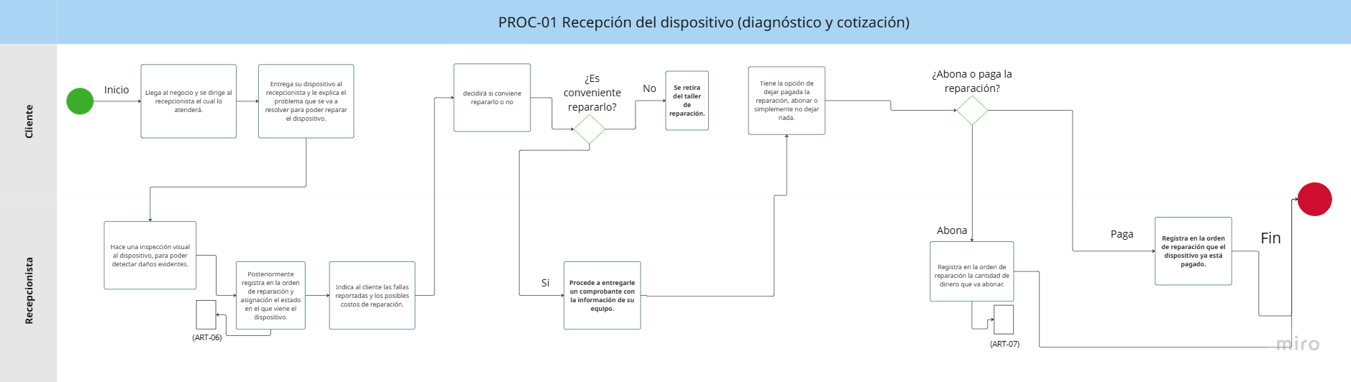 PROC-01 Recepción del dispositivo (diagnóstico y cotización)
Cliente
Inicio
Llega al negocio y se dirige al
recepcionista el cual lo
atenderá.
Entrega su dispositivo al
recepcionista y le explica el
problema que se va a
resolver para poder reparar
el dispositivo.
decidirá si conviene
repararlo o no
¿Es
conveniente
repararlo?
No
Se retira
del taller
de
reparación.
Tiene la opción de
dejar pagada la
reparación, abonar o
simplemente no dejar
nada.
¿Abona o paga la
reparación?
Recepcionista
Hace una inspección visual
al dispositivo, para poder
detectar daños evidentes.
Posteriormente
registra en la orden
de reparación y
asignación el estado
en el que viene el
dispositivo.
(ART-06)
Indica al cliente las fallas
reportadas y los posibles
costos de reparación.
Si
Procede a entregarle
un comprobante con
la información de su
equipo.
Abona
Registra en la orden de
reparación la cantidad de
dinero que va abonar.
(ART-07)
Paga
Registra en la orden
de reparación que el
dispositivo ya está
pagado.
Fin
miro